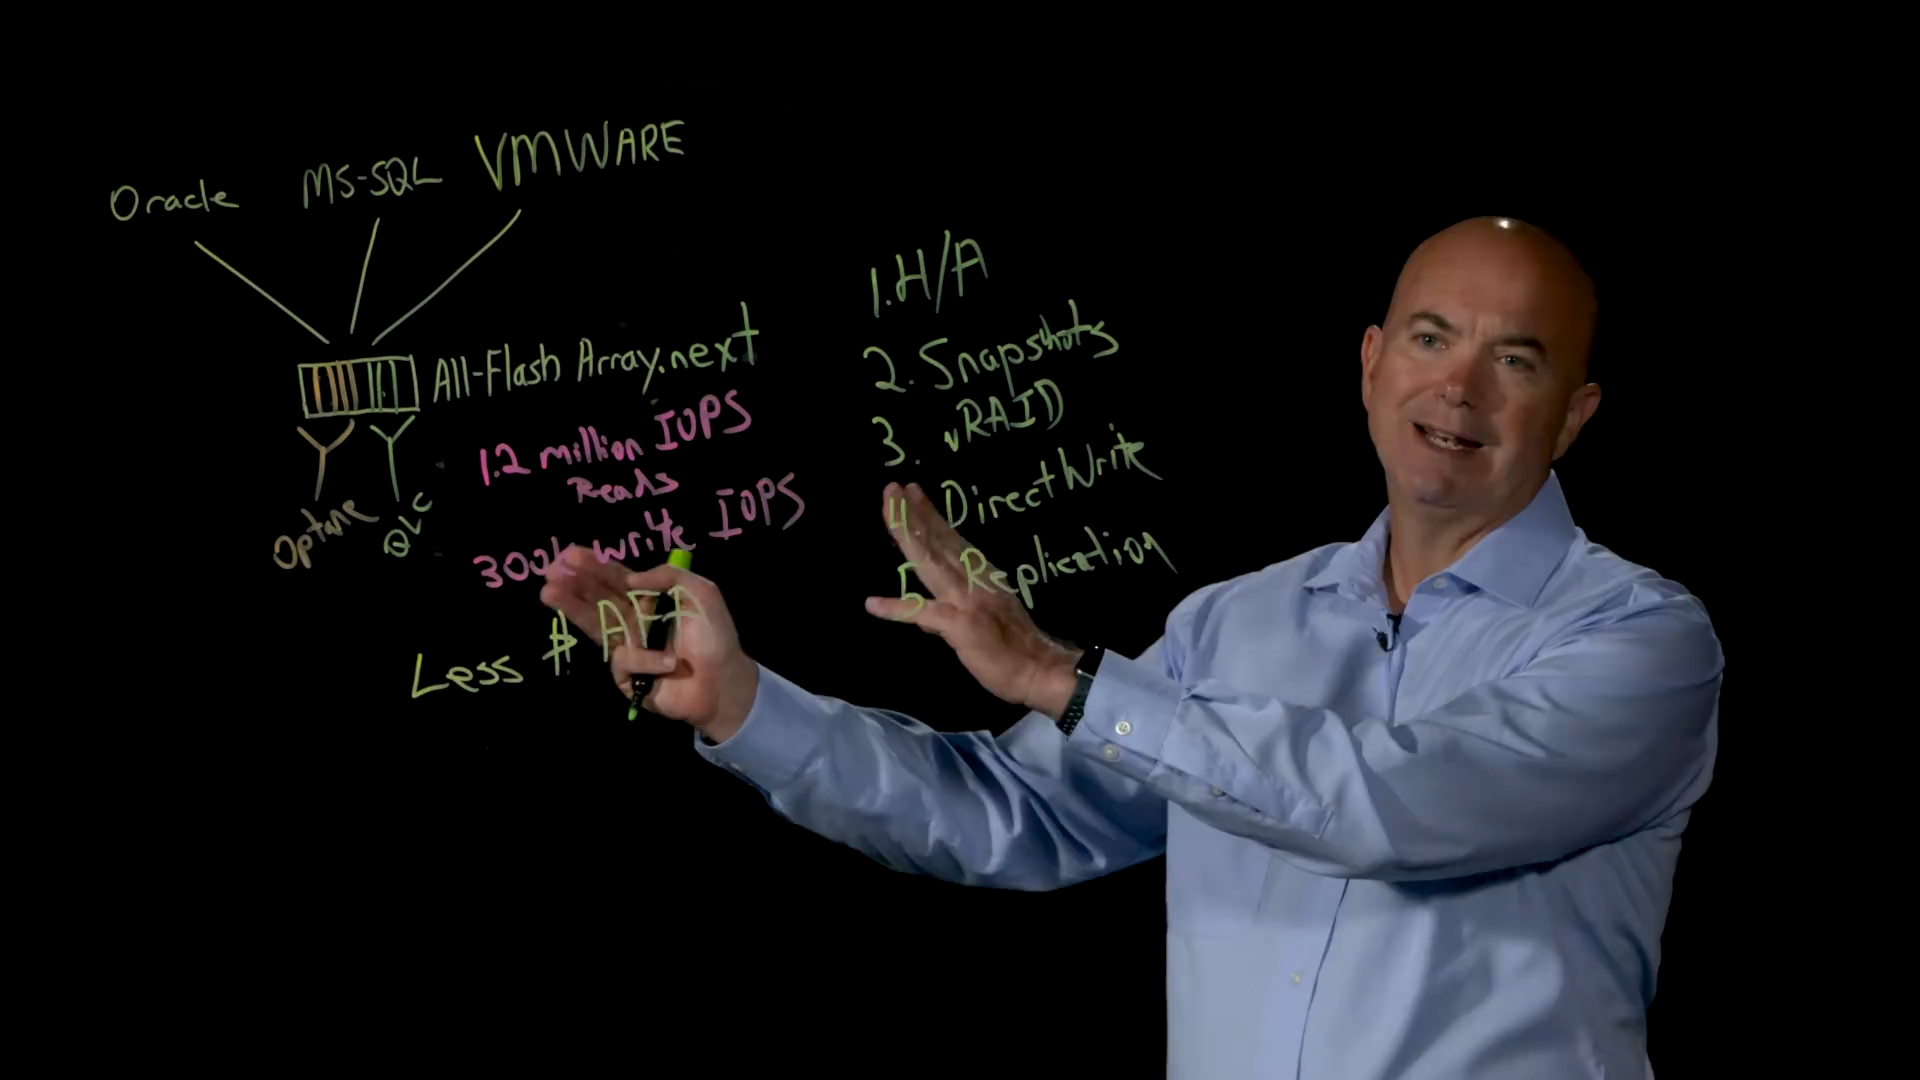 Oracle MS-SQL VMWARE
All-Flash Array.next
1.2 million IOPS
Reads
300k write IOPS
Less $ AFA
Optane QLC
1. H/A
2. Snapshots
3. vRAID
4. DirectWrite
5. Replication